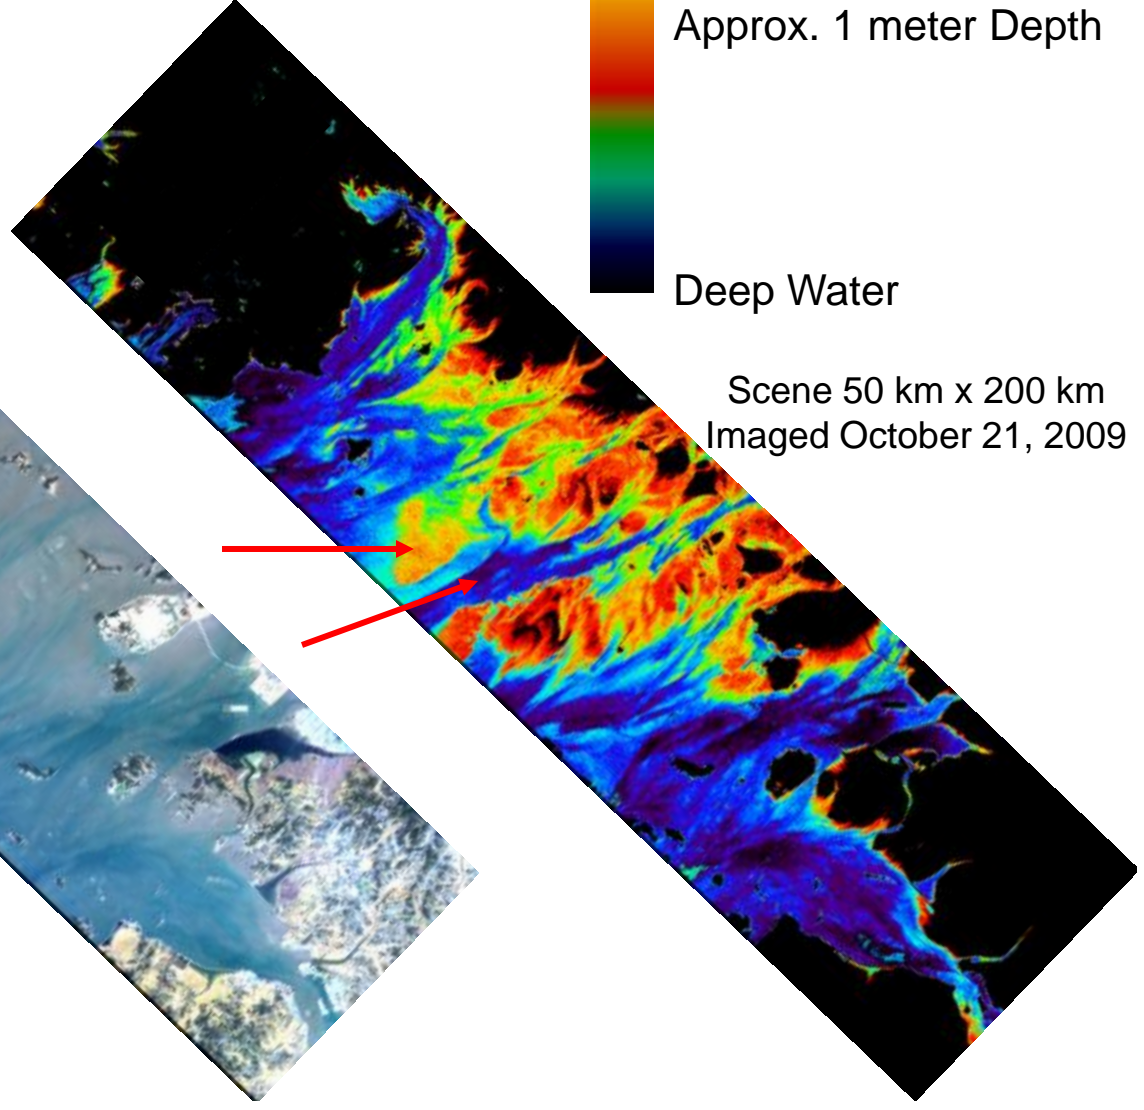 Approx. 1 meter Depth
Deep Water
Scene 50 km x 200 km
Imaged October 21, 2009